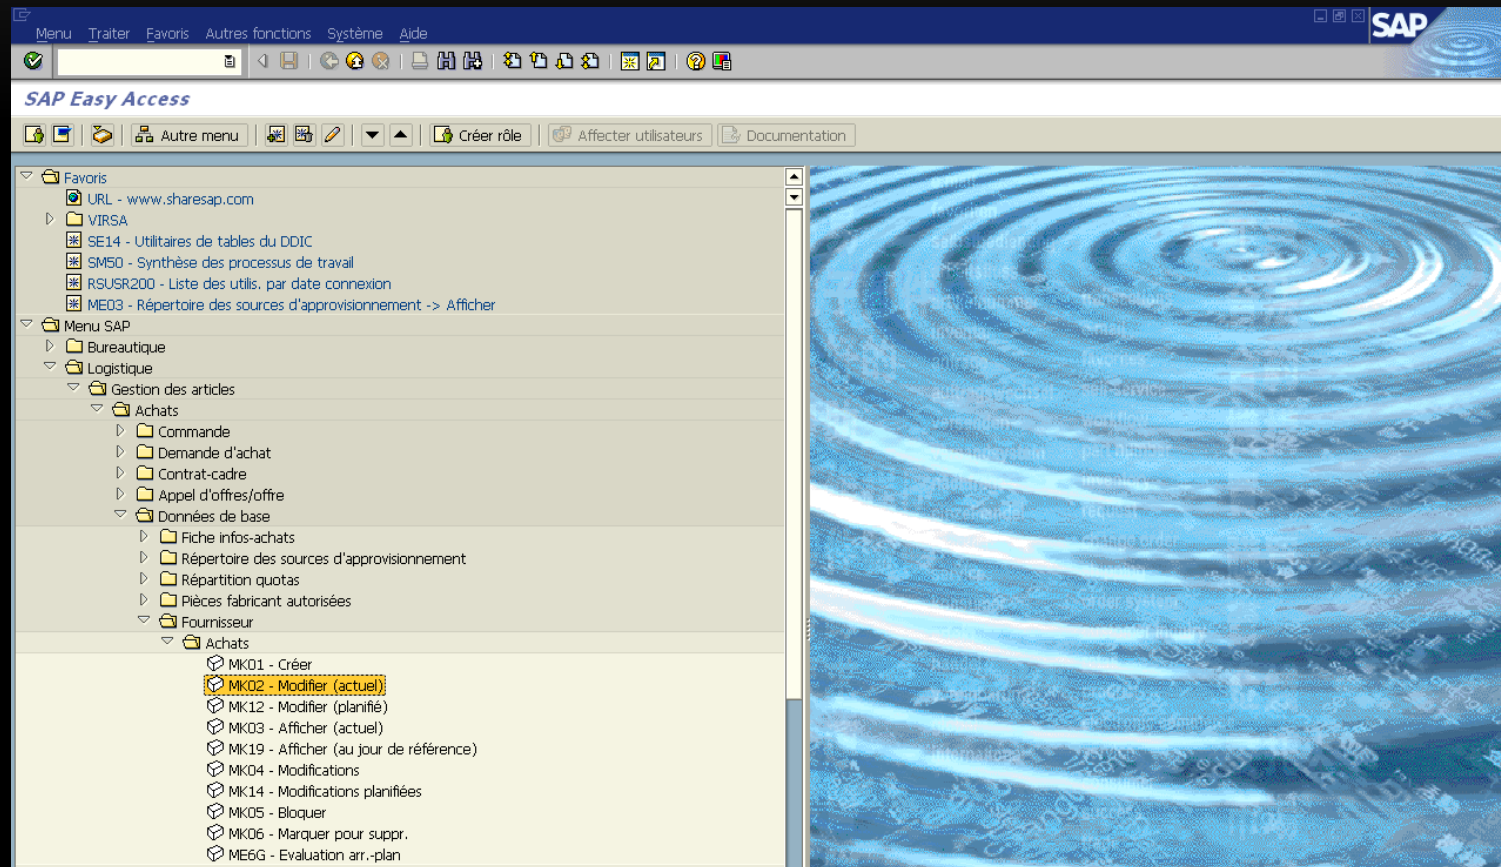 Menu Traiter Favoris Autres fonctions Système Aide
SAP
SAP Easy Access
Autre menu Créer rôle Affecter utilisateurs Documentation
Favoris
URL - www.sharesap.com
VIRSA
SE14 - Utilitaires de tables du DDIC
SM50 - Synthèse des processus de travail
RSUSR200 - Liste des utilis. par date connexion
ME03 - Répertoire des sources d'approvisionnement -> Afficher
Menu SAP
Bureautique
Logistique
Gestion des articles
Achats
Commande
Demande d'achat
Contrat-cadre
Appel d'offres/offre
Données de base
Fiche infos-achats
Répertoire des sources d'approvisionnement
Répartition quotas
Pièces fabricant autorisées
Fournisseur
Achats
MK01 - Créer
MK02 - Modifier (actuel)
MK12 - Modifier (planifié)
MK03 - Afficher (actuel)
MK19 - Afficher (au jour de référence)
MK04 - Modifications
MK14 - Modifications planifiées
MK05 - Bloquer
MK06 - Marquer pour suppr.
ME6G - Evaluation arr.-plan